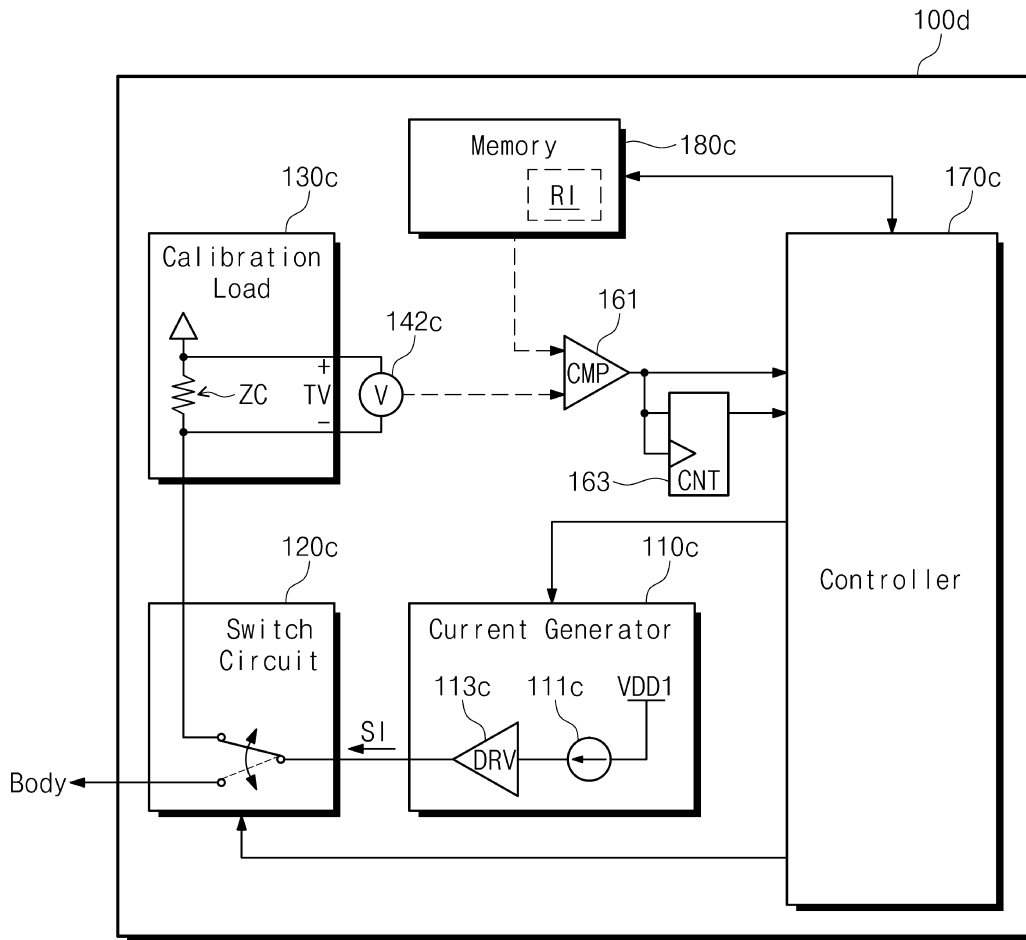 100d
Memory
RI
180c
130c
170c
Calibration
Load
161
142c
CMP
+
TV
−
V
ZC
163
CNT
120c
110c
Controller
Switch
Circuit
Current Generator
113c
111c
VDD1
SI
DRV
Body